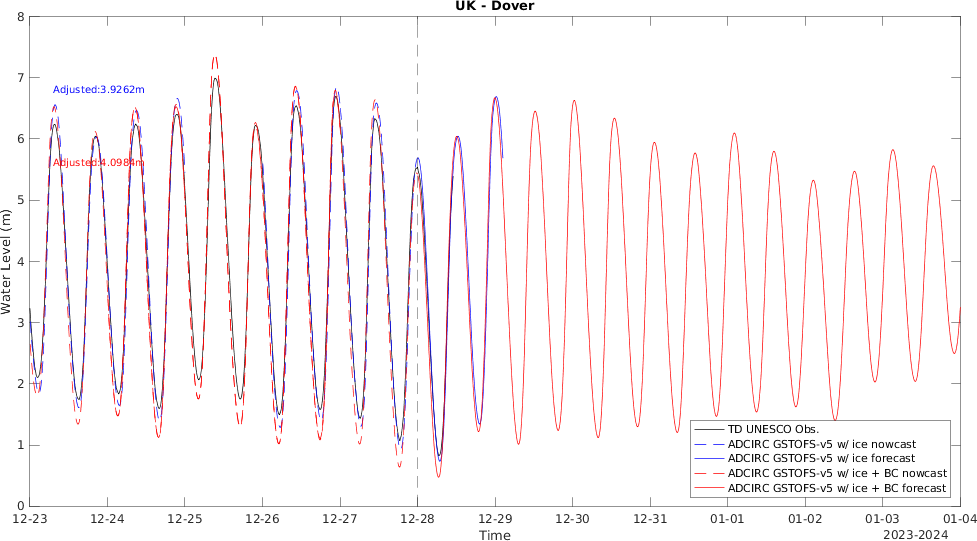 UK - Dover
8
7
6
5
4
3
2
1
0
Water Level (m)
Adjusted:3.9262m
Adjusted:4.0984m
TD UNESCO Obs.
ADCIRC GSTOFS-v5 w/ ice nowcast
ADCIRC GSTOFS-v5 w/ ice forecast
ADCIRC GSTOFS-v5 w/ ice + BC nowcast
ADCIRC GSTOFS-v5 w/ ice + BC forecast
12-23 12-24 12-25 12-26 12-27 12-28 12-29 12-30 12-31 01-01 01-02 01-03 01-04
Time
2023-2024